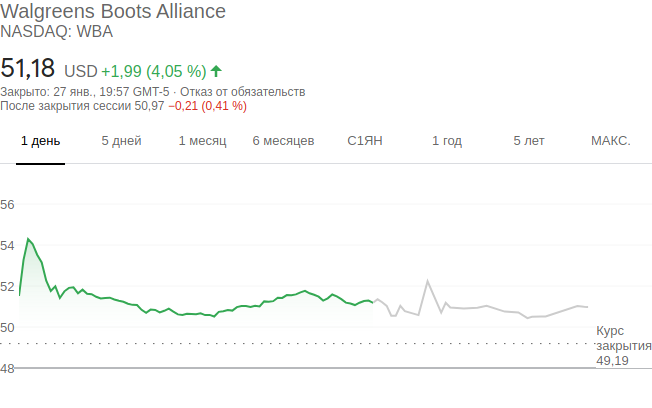 Walgreens Boots Alliance
NASDAQ: WBA
51,18 USD +1,99 (4,05 %)
Закрыто: 27 янв., 19:57 GMT-5 · Отказ от обязательств
После закрытия сессии 50,97 −0,21 (0,41 %)
1 день 5 дней 1 месяц 6 месяцев С1ЯН 1 год 5 лет МАКС.
56
54
52
50
Курс
закрытия
49,19
48